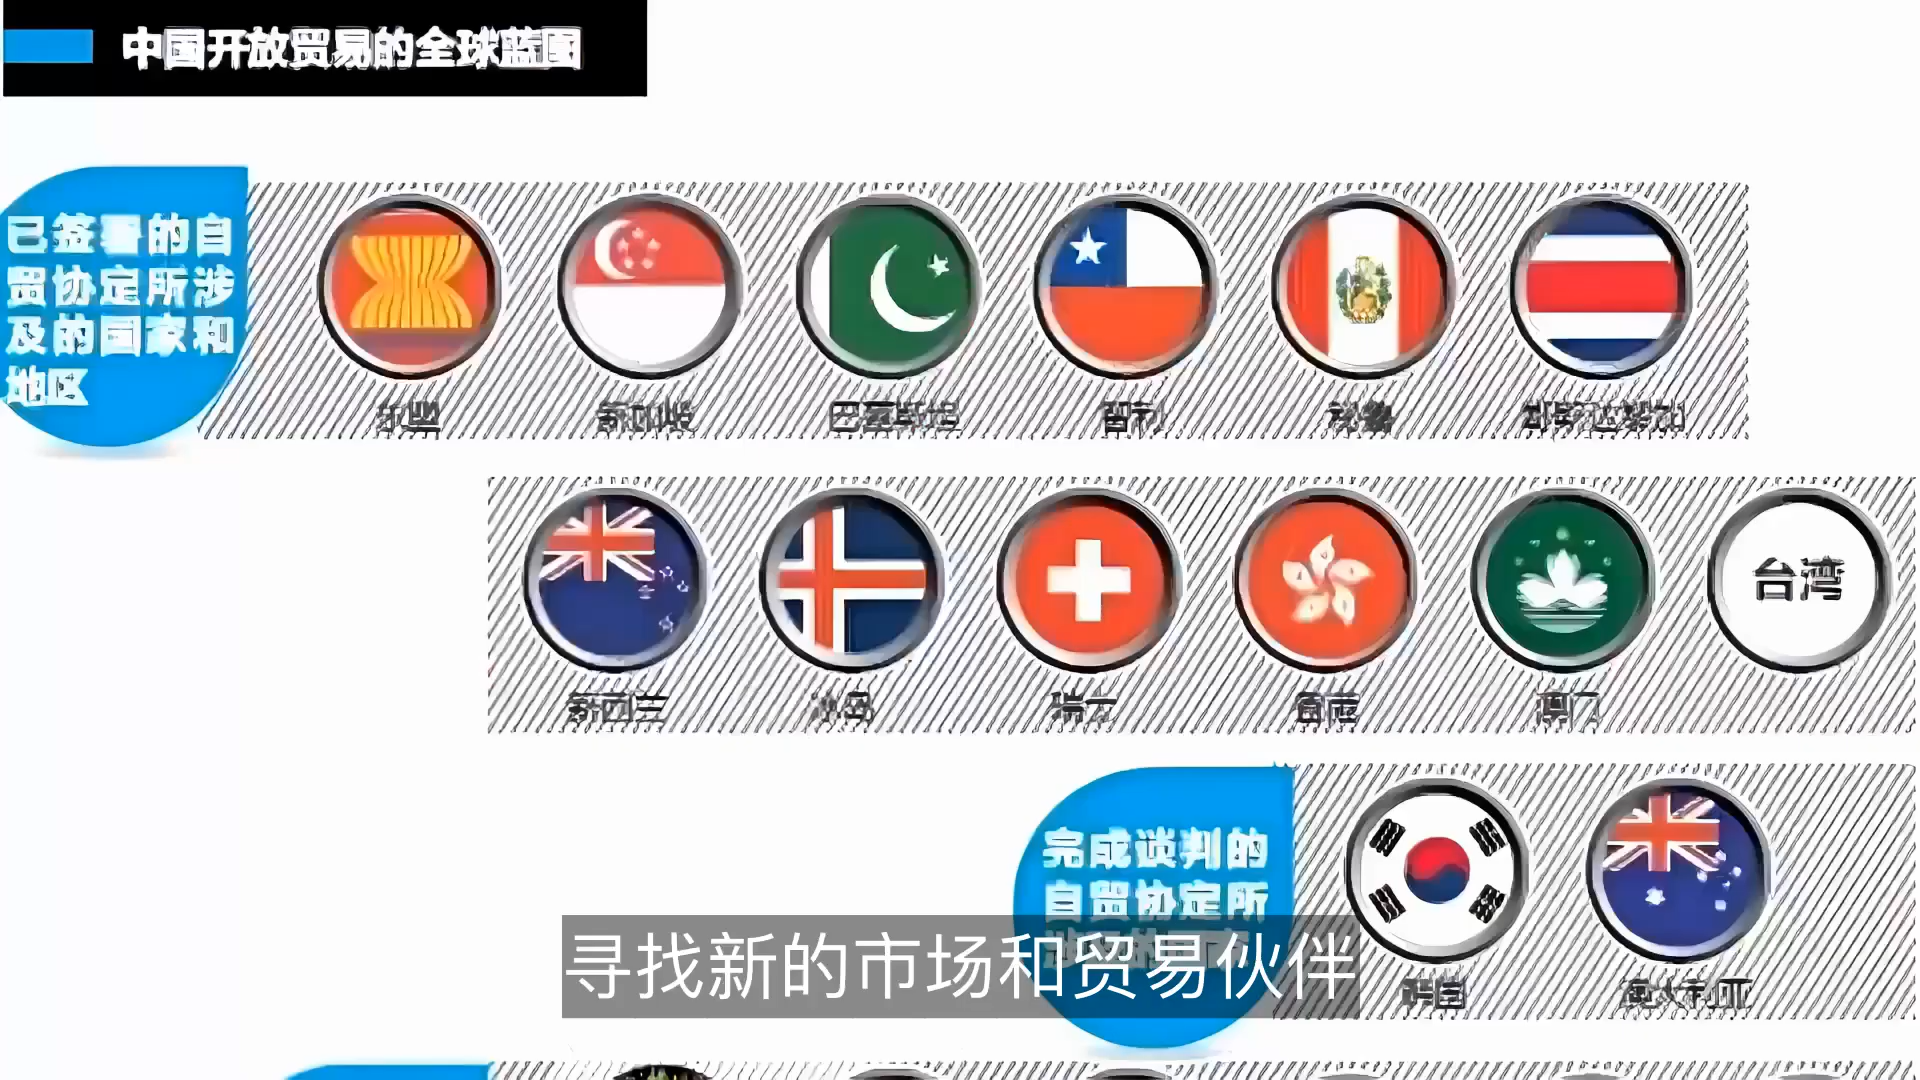 中国开放贸易的全球蓝图
已签署的自
贸协定所涉
及的国家和
地区
东盟
新加坡
巴基斯坦
智利
秘鲁
哥斯达黎加
新西兰
冰岛
瑞士
香港
澳门
台湾
完成谈判的
自贸协定所
韩国
澳大利亚
寻找新的市场和贸易伙伴